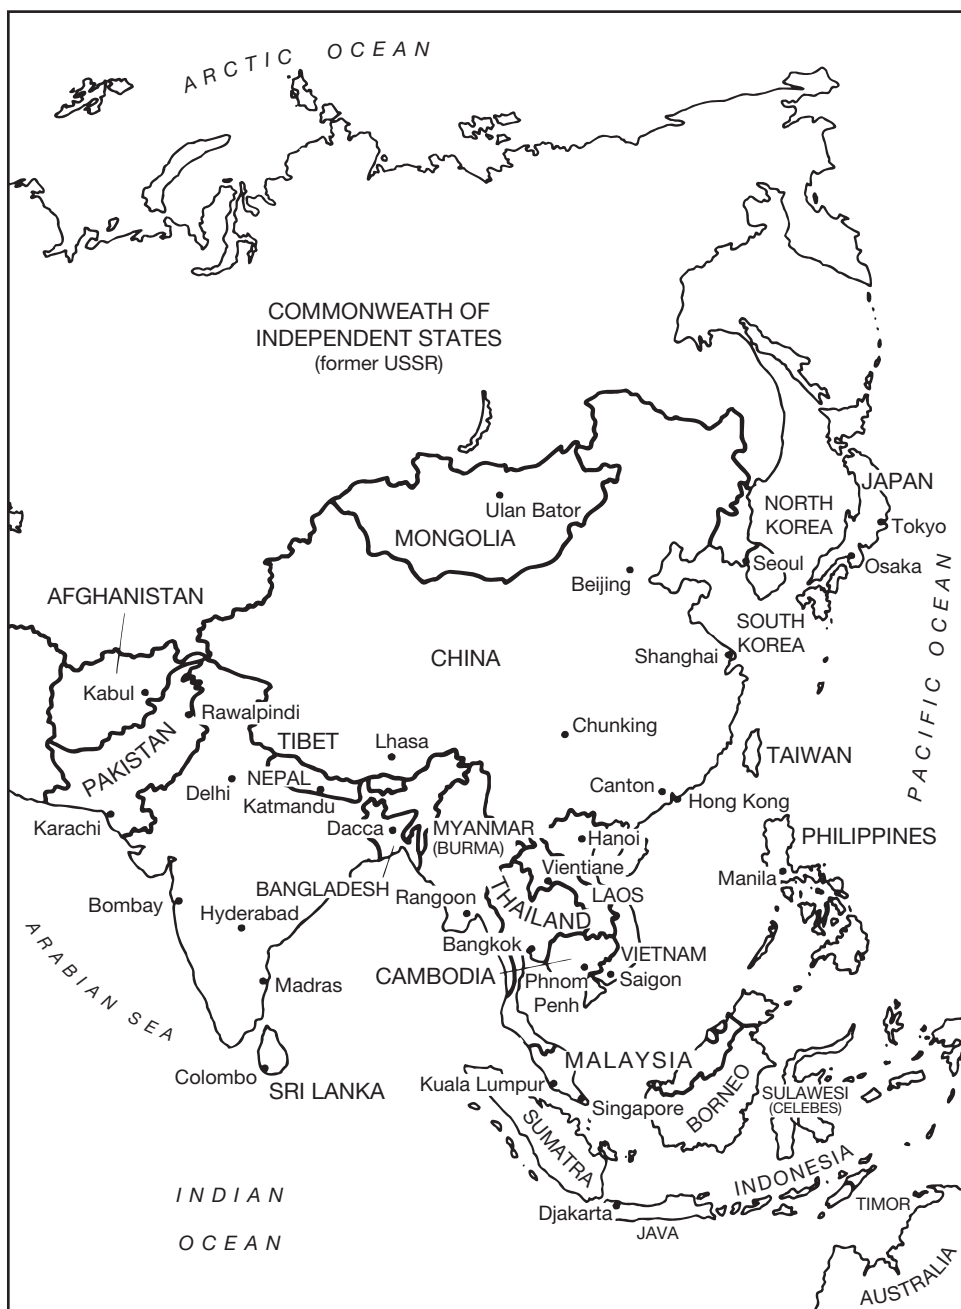 ARCTIC OCEAN
COMMONWEATH OF
INDEPENDENT STATES
(former USSR)
JAPAN
NORTH
KOREA
Ulan Bator
Tokyo
MONGOLIA
Seoul
Osaka
Beijing
AFGHANISTAN
SOUTH
KOREA
CHINA
Shanghai
PACIFIC OCEAN
Kabul
Rawalpindi
Chunking
PAKISTAN
TIBET
Lhasa
TAIWAN
NEPAL
Delhi
Katmandu
Canton
Hong Kong
Karachi
Dacca
MYANMAR
(BURMA)
Hanoi
PHILIPPINES
Vientiane
Manila
BANGLADESH
Rangoon
THAILAND
LAOS
Bombay
Hyderabad
ARABIAN SEA
Bangkok
VIETNAM
CAMBODIA
Phnom
Penh
Saigon
Madras
MALAYSIA
Colombo
SRI LANKA
Kuala Lumpur
Singapore
BORNEO
SULAWESI
(CELEBES)
SUMATRA
INDONESIA
INDIAN
OCEAN
Djakarta
JAVA
TIMOR
AUSTRALIA